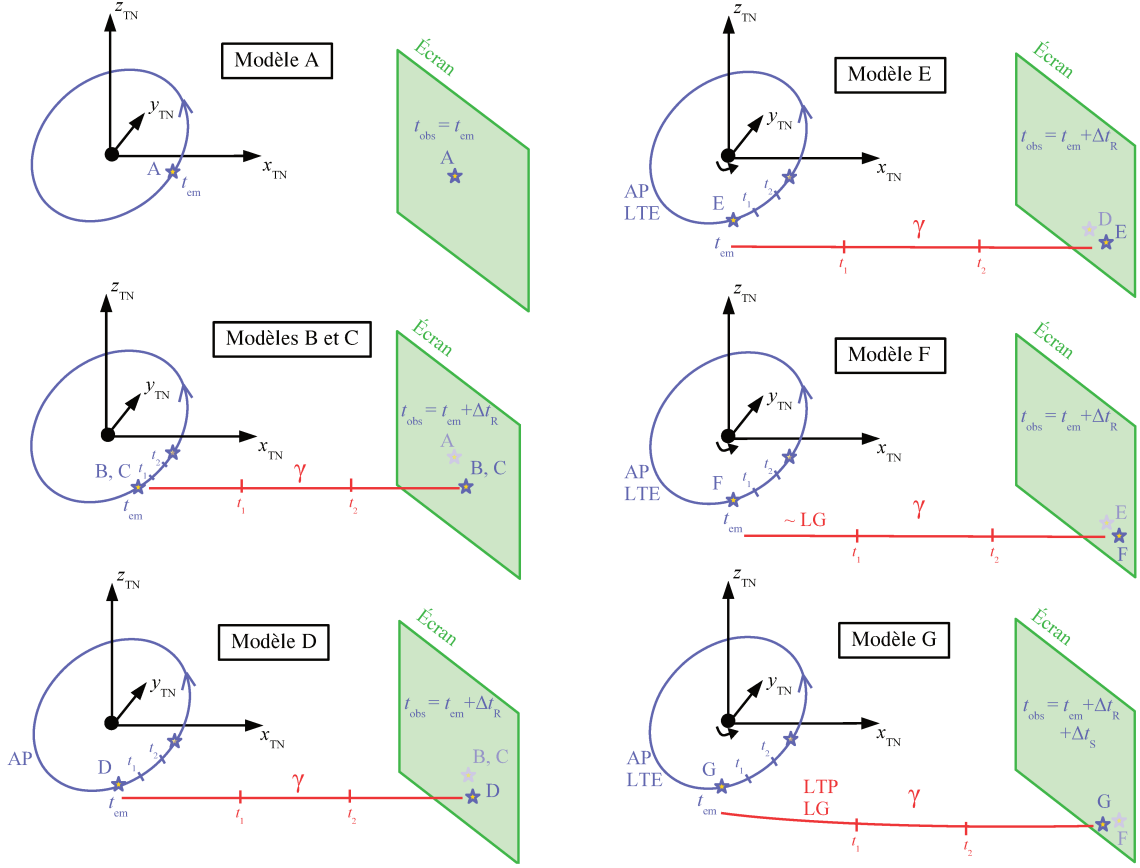 z_TN
Modèle A
Écran
y_TN
t_obs = t_em
A
x_TN
A
t_em
z_TN
Modèles B et C
Écran
y_TN
t_obs = t_em+Δt_R
A
x_TN
B, C
t_1
t_2
γ
B, C
t_em
t_1
t_2
z_TN
Modèle D
Écran
y_TN
t_obs = t_em+Δt_R
x_TN
AP
D
t_1
t_2
γ
B, C
D
t_em
t_1
t_2
z_TN
Modèle E
Écran
y_TN
t_obs = t_em+Δt_R
x_TN
AP
LTE
E
t_1
t_2
γ
D
E
t_em
t_1
t_2
z_TN
Modèle F
Écran
y_TN
t_obs = t_em+Δt_R
x_TN
AP
LTE
F
t_1
t_2
t_em
~ LG
γ
E
F
t_1
t_2
z_TN
Modèle G
Écran
y_TN
t_obs = t_em+Δt_R
+Δt_S
x_TN
AP
LTE
G
t_1
t_2
t_em
LTP
LG
γ
G
F
t_1
t_2